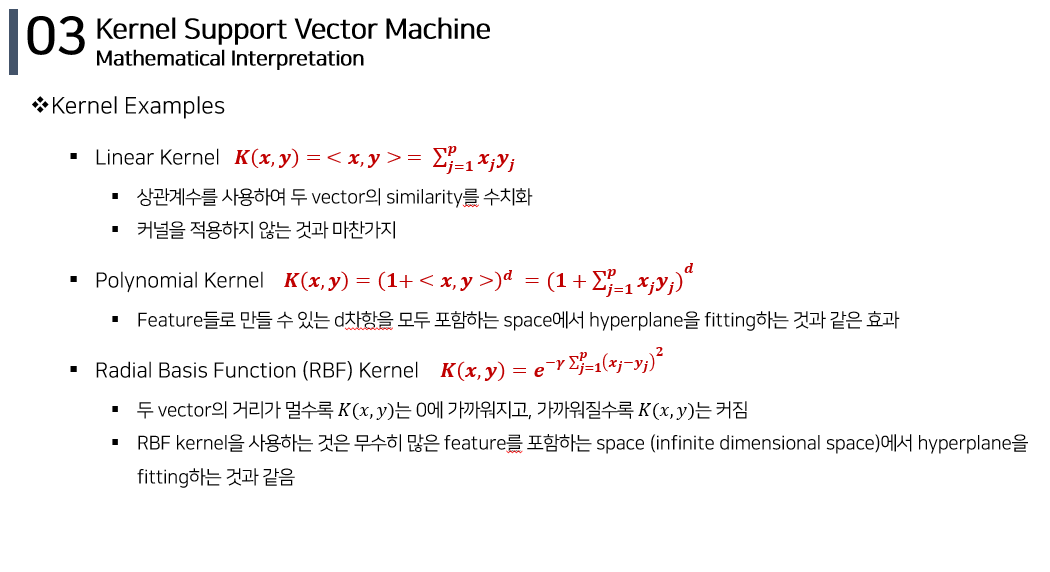 03 Kernel Support Vector Machine
Mathematical Interpretation
❖Kernel Examples
▪ Linear Kernel K(x, y) = < x, y > = ∑_{j=1}^{p} x_j y_j
▪ 상관계수를 사용하여 두 vector의 similarity를 수치화
▪ 커널을 적용하지 않는 것과 마찬가지
▪ Polynomial Kernel K(x, y) = (1+ < x, y >)^d = (1 + ∑_{j=1}^{p} x_j y_j)^d
▪ Feature들로 만들 수 있는 d차항을 모두 포함하는 space에서 hyperplane을 fitting하는 것과 같은 효과
▪ Radial Basis Function (RBF) Kernel K(x, y) = e^{−γ ∑_{j=1}^{p}(x_j−y_j)^2}
▪ 두 vector의 거리가 멀수록 K(x, y)는 0에 가까워지고, 가까워질수록 K(x, y)는 커짐
▪ RBF kernel을 사용하는 것은 무수히 많은 feature를 포함하는 space (infinite dimensional space)에서 hyperplane을
fitting하는 것과 같음